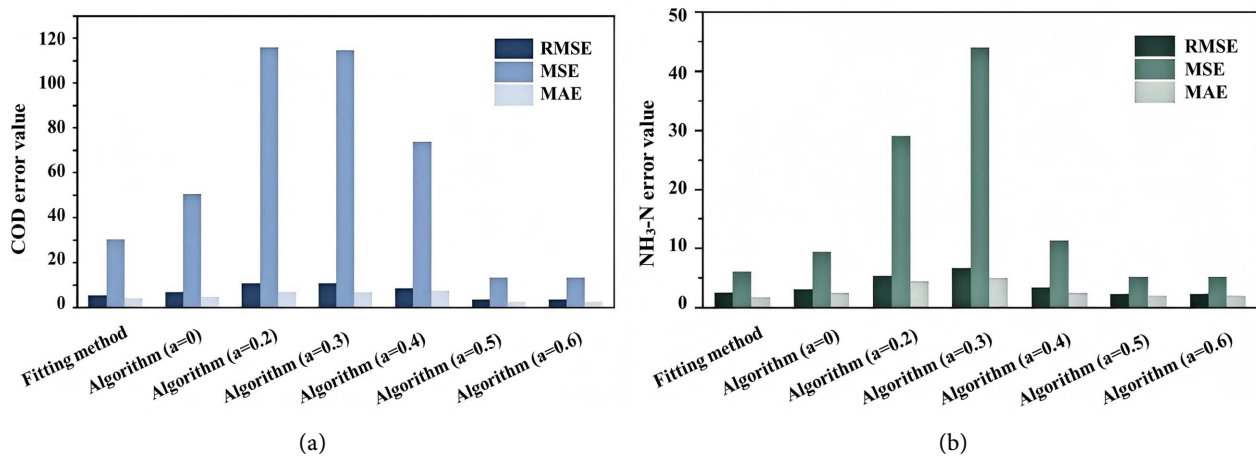 120
100
80
60
40
20
0
COD error value
RMSE
MSE
MAE
Fitting method
Algorithm (a=0)
Algorithm (a=0.2)
Algorithm (a=0.3)
Algorithm (a=0.4)
Algorithm (a=0.5)
Algorithm (a=0.6)
(a)
50
40
30
20
10
0
NH₃-N error value
RMSE
MSE
MAE
Fitting method
Algorithm (a=0)
Algorithm (a=0.2)
Algorithm (a=0.3)
Algorithm (a=0.4)
Algorithm (a=0.5)
Algorithm (a=0.6)
(b)